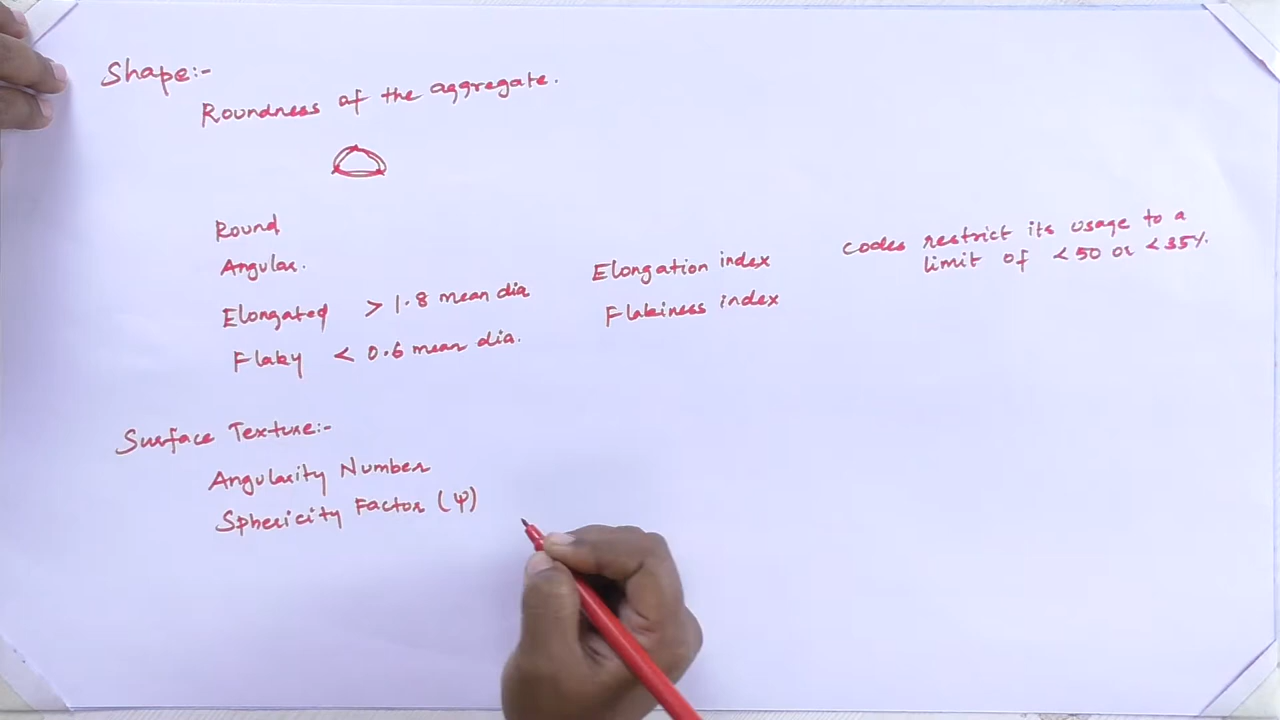 Shape:-
Roundness of the aggregate.
Round
Angular.
Elongated > 1.8 mean dia
Flaky < 0.6 mean dia.
Elongation index
Flakiness index
codes restrict its usage to a
limit of < 50 or < 35%.
Surface Texture:-
Angularity Number
Sphericity Factor (ψ)